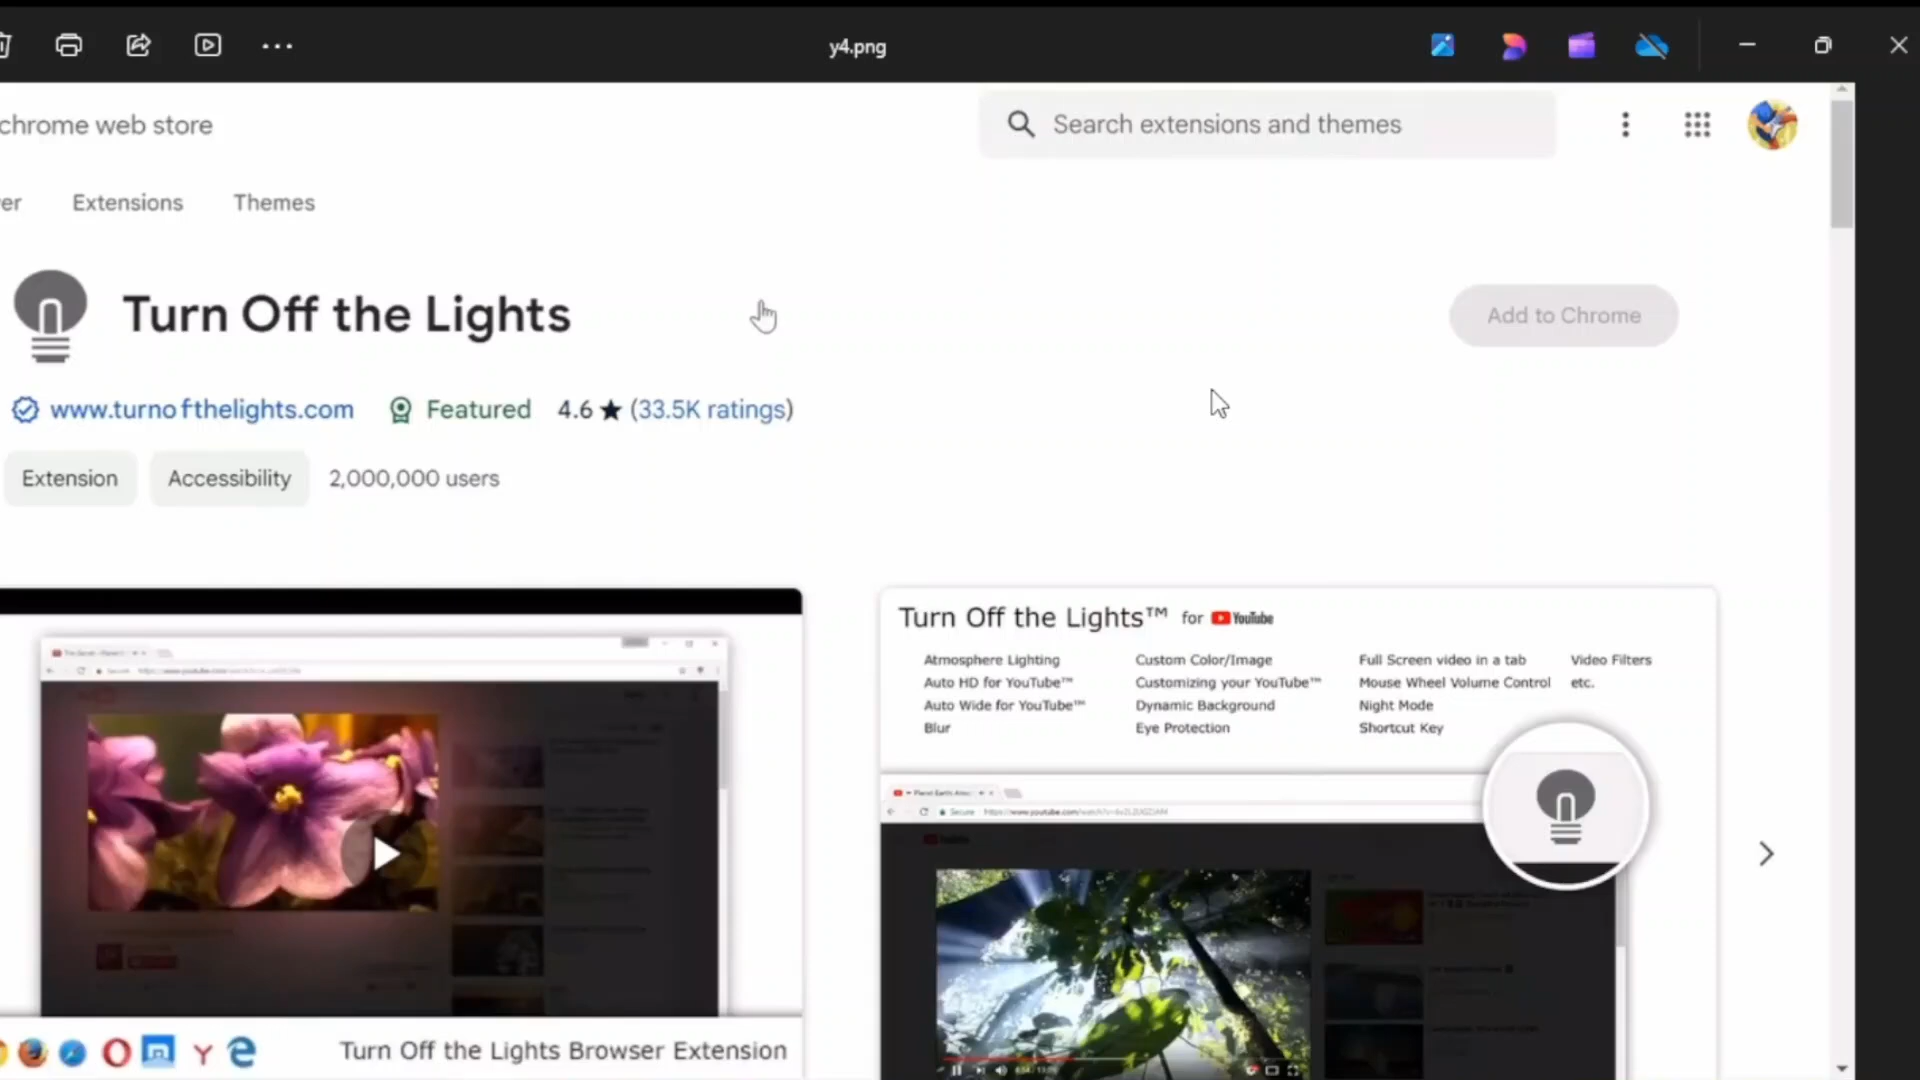 y4.png
chrome web store
Search extensions and themes
er
Extensions
Themes
Turn Off the Lights
Add to Chrome
www.turnofthelights.com
Featured
4.6 ★ (33.5K ratings)
Extension
Accessibility
2,000,000 users
Turn Off the Lights™ for YouTube
Atmosphere Lighting
Custom Color/Image
Full Screen video in a tab
Video Filters
Auto HD for YouTube™
Customizing your YouTube™
Mouse Wheel Volume Control
etc.
Auto Wide for YouTube™
Dynamic Background
Night Mode
Blur
Eye Protection
Shortcut Key
Secure
Turn Off the Lights Browser Extension